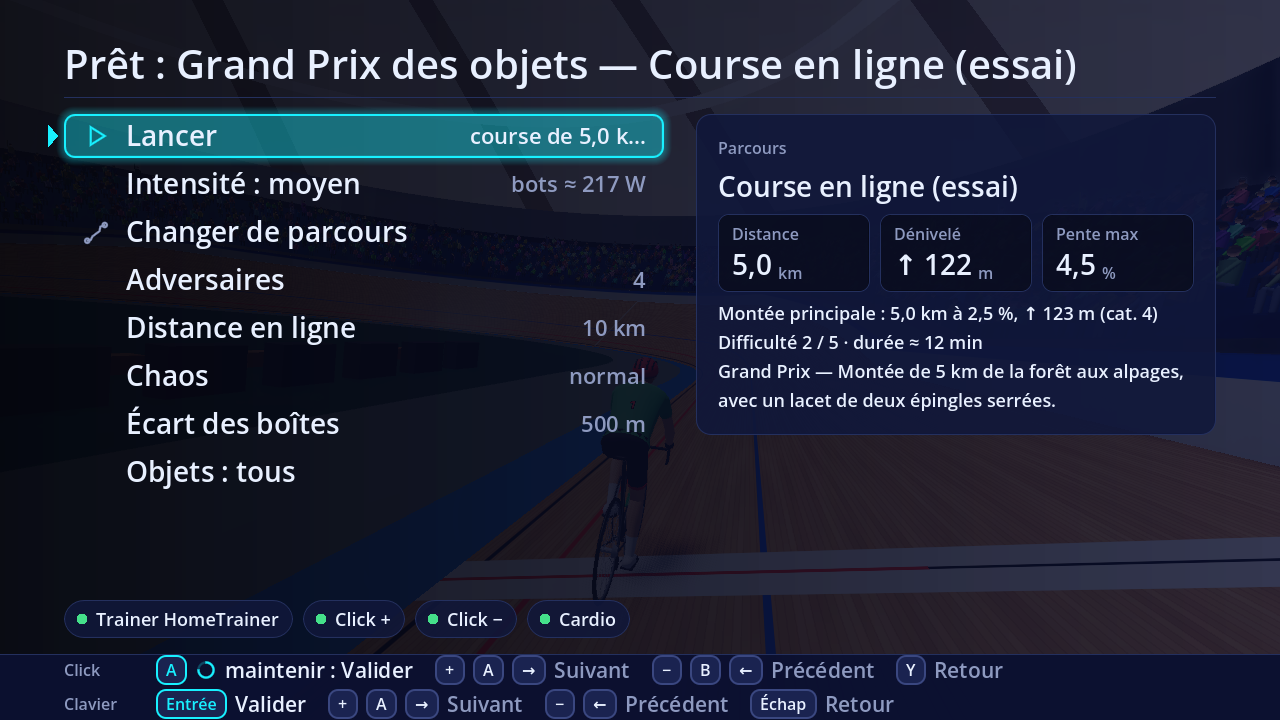 Prêt : Grand Prix des objets — Course en ligne (essai)
Lancer course de 5,0 k...
Intensité : moyen bots ≈ 217 W
Changer de parcours
Adversaires 4
Distance en ligne 10 km
Chaos normal
Écart des boîtes 500 m
Objets : tous
Parcours
Course en ligne (essai)
Distance Dénivelé Pente max
5,0 km ↑ 122 m 4,5 %
Montée principale : 5,0 km à 2,5 %, ↑ 123 m (cat. 4)
Difficulté 2 / 5 · durée ≈ 12 min
Grand Prix — Montée de 5 km de la forêt aux alpages,
avec un lacet de deux épingles serrées.
Trainer HomeTrainer Click + Click − Cardio
Click A maintenir : Valider + A → Suivant − B ← Précédent Y Retour
Clavier Entrée Valider + A → Suivant − ← Précédent Échap Retour